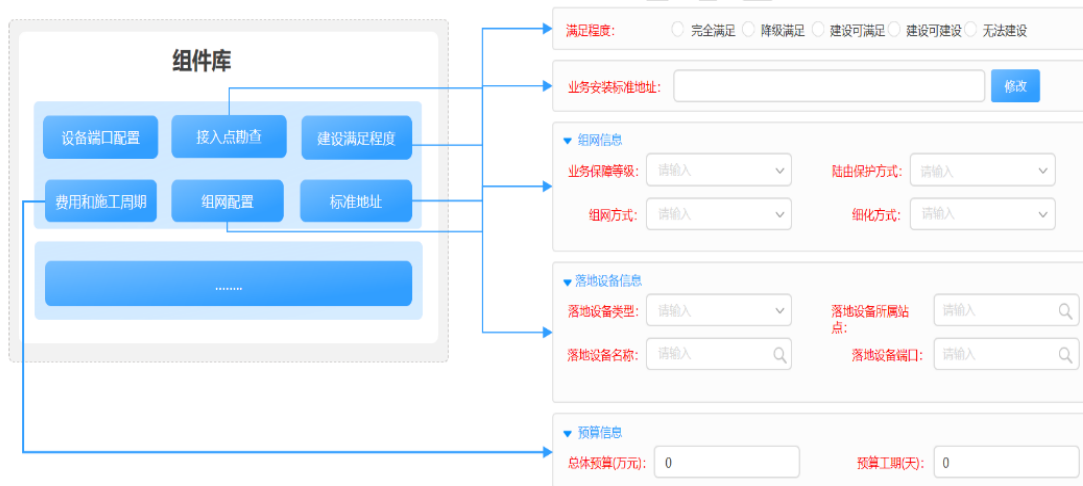 组件库
设备端口配置
接入点勘查
建设满足程度
费用和施工周期
组网配置
标准地址
........
满足程度: 完全满足 降级满足 建设可满足 建设可建设 无法建设
业务安装标准地址: 修改
组网信息
业务保障等级: 请输入 陆由保护方式: 请输入
组网方式: 请输入 细化方式: 请输入
落地设备信息
落地设备类型: 请输入 落地设备所属站点: 请输入
落地设备名称: 请输入 落地设备端口: 请输入
预算信息
总体预算(万元): 0 预算工期(天): 0